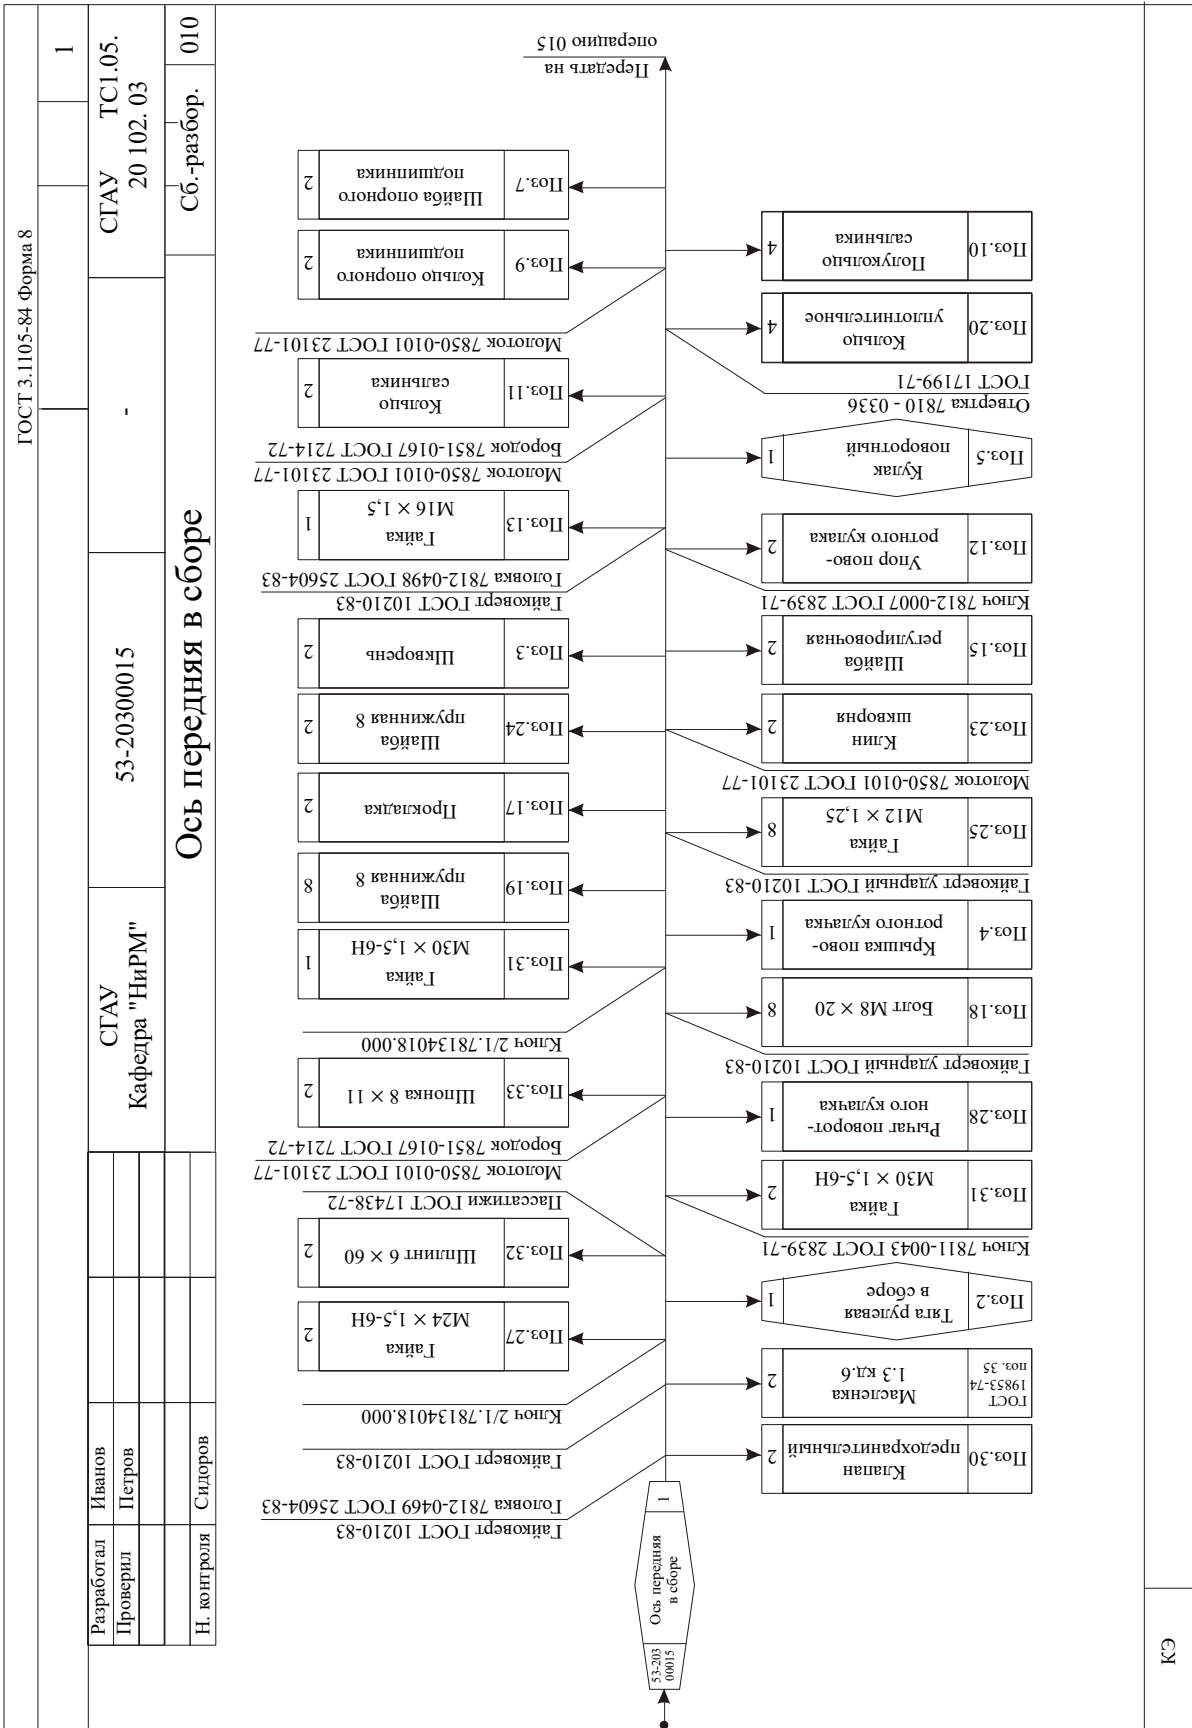 ГОСТ 3.1105-84 Форма 8
1
Разработал
Иванов
Проверил
Петров
Н. контроля
Сидоров
СГАУ
Кафедра "НиРМ"
53-20300015
-
СГАУ ТС1.05.
20 102. 03
Ось передняя в сборе
Сб.-разбор.
010
53-203
00015
Ось передняя
в сборе
1
Гайковерт ГОСТ 10210-83
Головка 7812-0469 ГОСТ 25604-83
Поз.30
Клапан
предохранительный
2
Гайковерт ГОСТ 10210-83
ГОСТ
19853-74
поз. 35
Масленка
1.3 кд.6
2
Ключ 2/1.78134018.000
Поз.27
Гайка
М24 × 1,5-6Н
2
Поз.2
Тяга рулевая
в сборе
1
Пассатижи ГОСТ 17438-72
Поз.32
Шплинт 6 × 60
2
Ключ 7811-0043 ГОСТ 2839-71
Поз.31
Гайка
М30 × 1,5-6Н
2
Поз.28
Рычаг поворот-
ного кулачка
1
Молоток 7850-0101 ГОСТ 23101-77
Бородок 7851-0167 ГОСТ 7214-72
Поз.33
Шпонка 8 × 11
2
Гайковерт ударный ГОСТ 10210-83
Поз.18
Болт М8 × 20
8
Ключ 2/1.78134018.000
Поз.31
Гайка
М30 × 1,5-6Н
1
Поз.4
Крышка пово-
ротного кулачка
1
Поз.19
Шайба
пружинная 8
8
Гайковерт ударный ГОСТ 10210-83
Поз.25
Гайка
М12 × 1,25
8
Поз.17
Прокладка
2
Молоток 7850-0101 ГОСТ 23101-77
Поз.23
Клин
шкворня
2
Поз.24
Шайба
пружинная 8
2
Поз.15
Шайба
регулировочная
2
Поз.3
Шкворень
2
Ключ 7812-0007 ГОСТ 2839-71
Поз.12
Упор пово-
ротного кулака
2
Гайковерт ГОСТ 10210-83
Головка 7812-0498 ГОСТ 25604-83
Поз.13
Гайка
М16 × 1,5
1
Поз.5
Кулак
поворотный
1
Молоток 7850-0101 ГОСТ 23101-77
Бородок 7851-0167 ГОСТ 7214-72
Поз.11
Кольцо
сальника
2
Отвертка 7810 - 0336
ГОСТ 17199-71
Поз.20
Кольцо
уплотнительное
4
Молоток 7850-0101 ГОСТ 23101-77
Поз.9
Кольцо опорного
подшипника
2
Поз.10
Полукольцо
сальника
4
Поз.7
Шайба опорного
подшипника
2
Передать на
операцию 015
КЭ